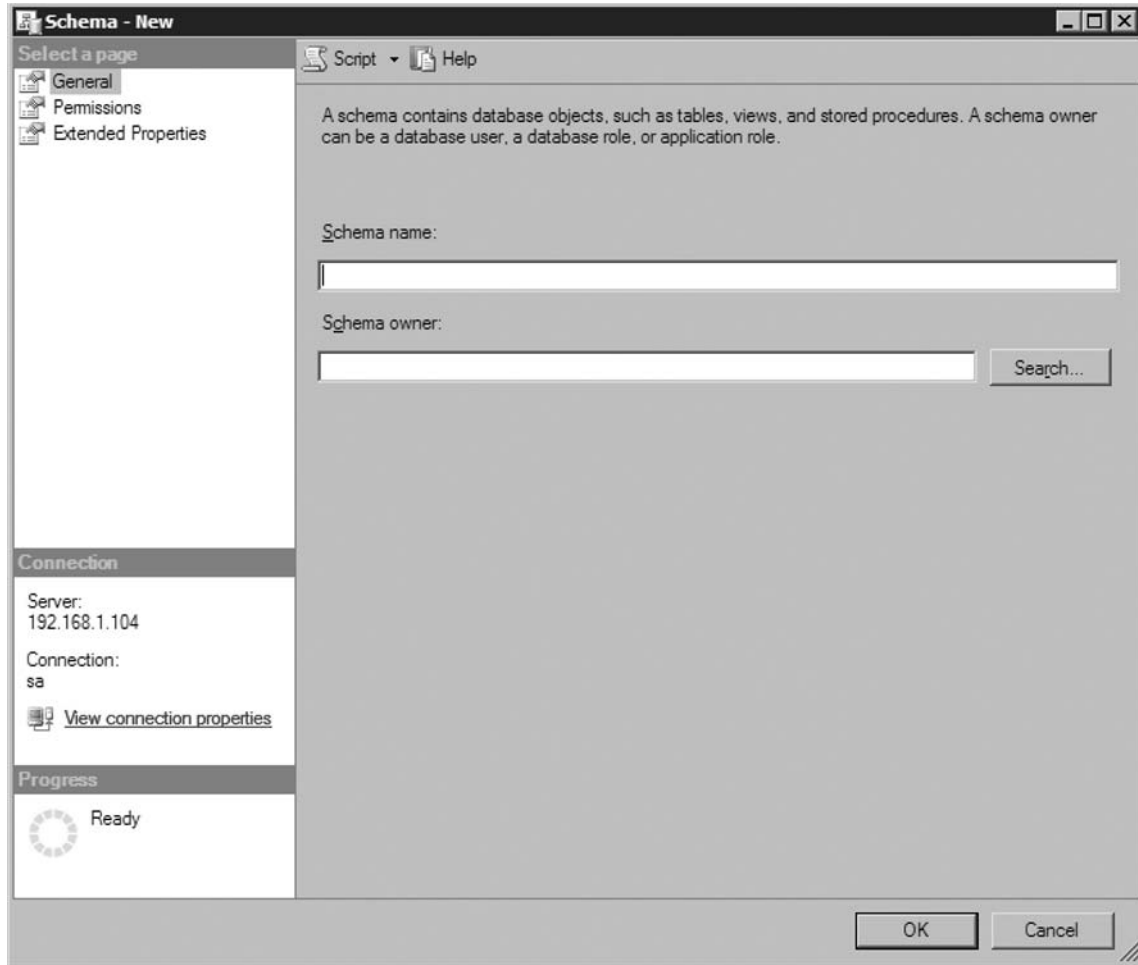 Schema - New
Select a page
General
Permissions
Extended Properties
Script
Help
A schema contains database objects, such as tables, views, and stored procedures. A schema owner
can be a database user, a database role, or application role.
Schema name:
Schema owner:
Search...
Connection
Server:
192.168.1.104
Connection:
sa
View connection properties
Progress
Ready
OK
Cancel